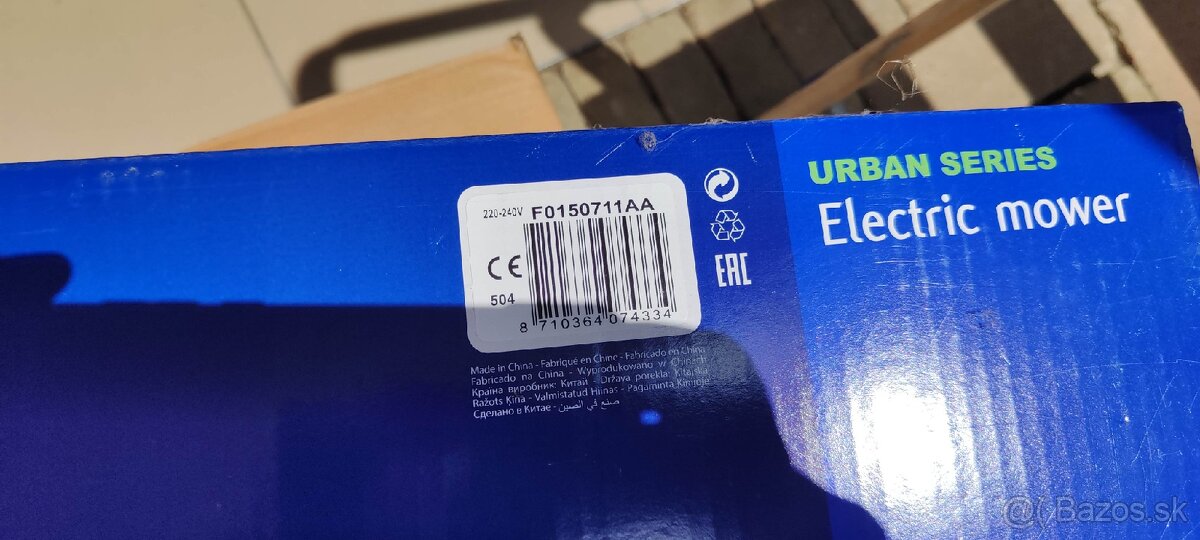 220-240V F0150711AA
CE
504
8 710364 074334
Made in China - Fabriqué en Chine - Fabricado en China
Fabricado na China - Wyprodukowano w Chinach
Країна виробник: Китай - Država porekla: Kitajska
Ražots Ķīnā - Valmistatud Hiinas - Pagaminta Kinijoje
Сделано в Китае - صنع في الصين
EAC
URBAN SERIES
Electric mower
Bazos.sk